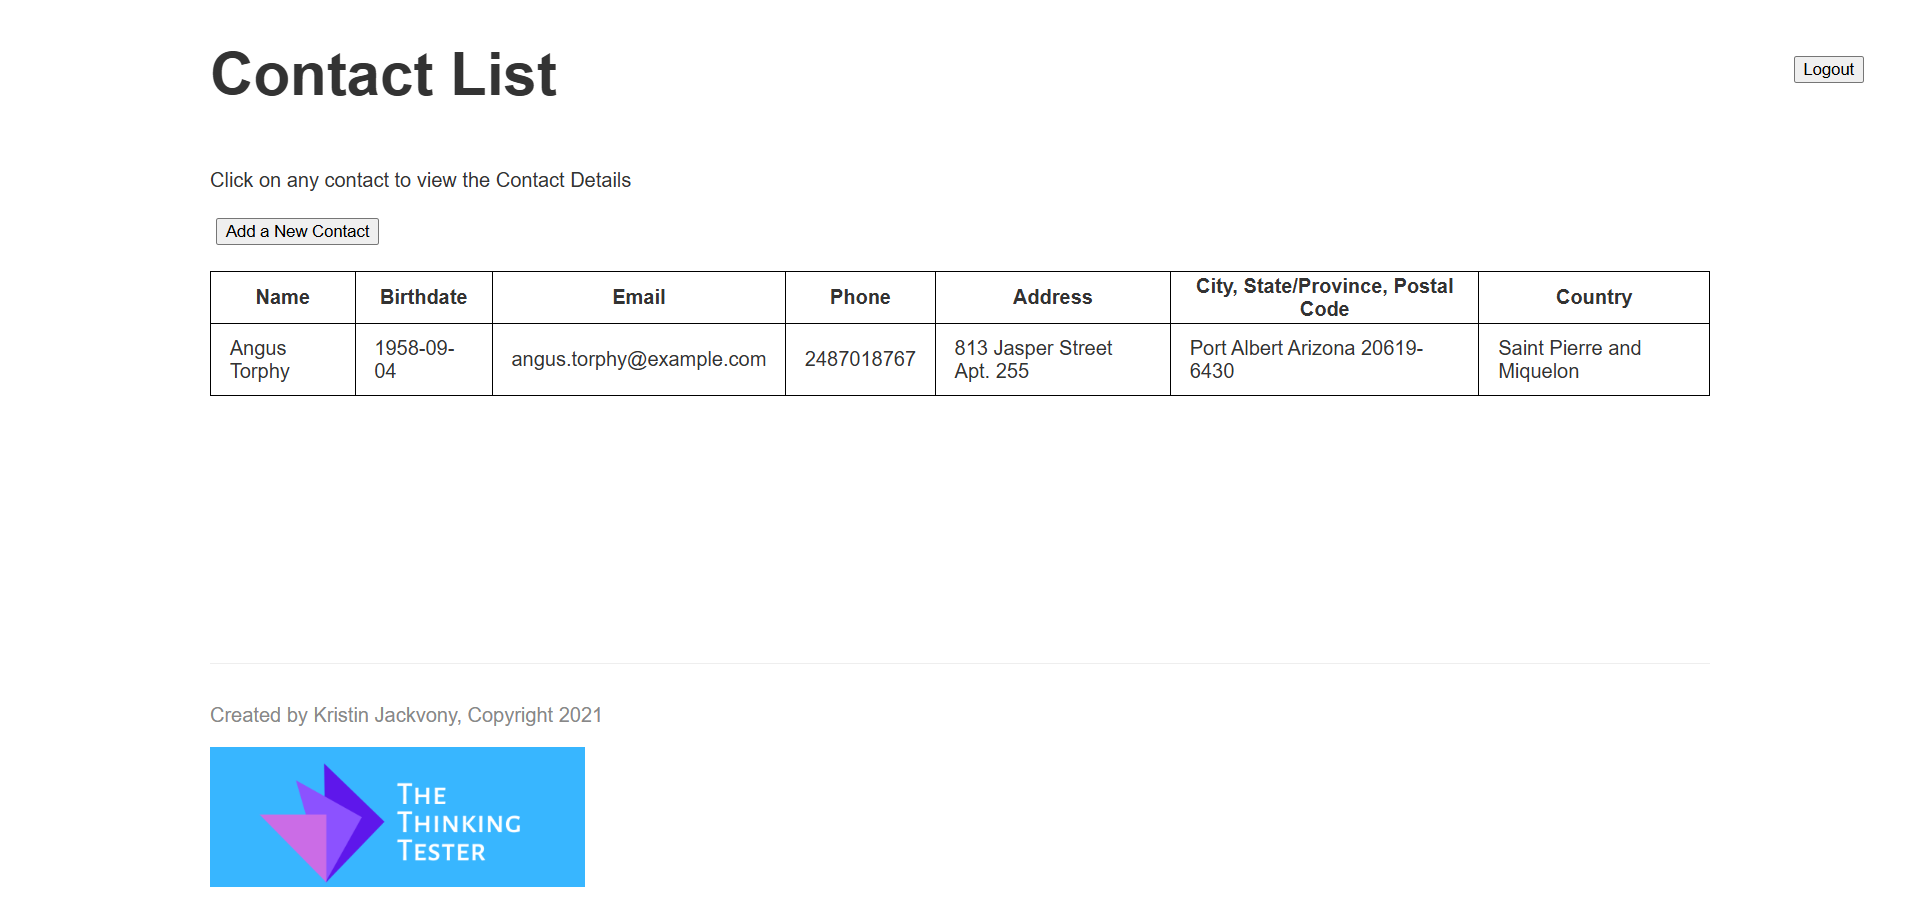 Contact List
Logout
Click on any contact to view the Contact Details
Add a New Contact
Name Birthdate Email Phone Address City, State/Province, Postal Code Country
Angus Torphy 1958-09-04 angus.torphy@example.com 2487018767 813 Jasper Street Apt. 255 Port Albert Arizona 20619-6430 Saint Pierre and Miquelon
Created by Kristin Jackvony, Copyright 2021
THE
THINKING
TESTER